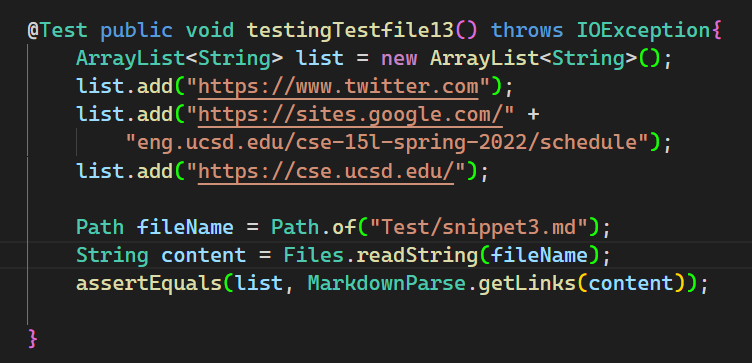 @Test public void testingTestfile13() throws IOException{
ArrayList<String> list = new ArrayList<String>();
list.add("https://www.twitter.com");
list.add("https://sites.google.com/" +
"eng.ucsd.edu/cse-15l-spring-2022/schedule");
list.add("https://cse.ucsd.edu/");
Path fileName = Path.of("Test/snippet3.md");
String content = Files.readString(fileName);
assertEquals(list, MarkdownParse.getLinks(content));
}